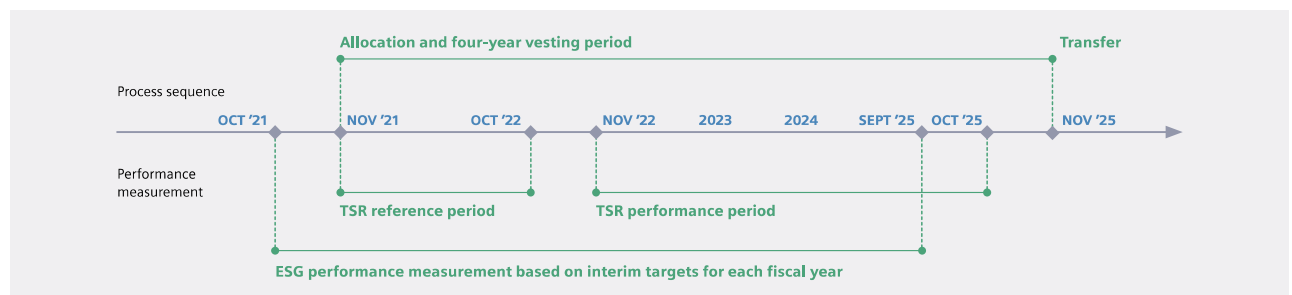 Allocation and four-year vesting period
Transfer
Process sequence
OCT ’21
NOV ’21
OCT ’22
NOV ’22
2023
2024
SEPT ’25
OCT ’25
NOV ’25
Performance
measurement
TSR reference period
TSR performance period
ESG performance measurement based on interim targets for each fiscal year